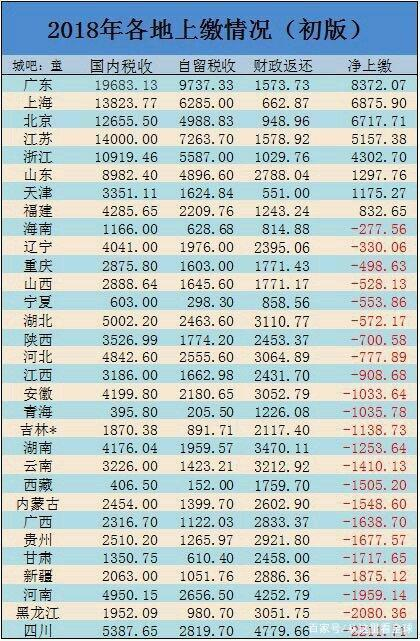 2018年各地上缴情况（初版）
城吧：童 国内税收 自留税收 财政返还 净上缴
广东 19683.13 9737.33 1573.73 8372.07
上海 13823.77 6285.00 662.87 6875.90
北京 12655.50 4988.83 948.96 6717.71
江苏 14000.00 7263.70 1578.92 5157.38
浙江 10919.46 5587.00 1029.76 4302.70
山东 8982.40 4896.60 2788.04 1297.76
天津 3351.11 1624.84 551.00 1175.27
福建 4285.65 2209.76 1243.24 832.65
海南 1166.00 628.68 814.88 -277.56
辽宁 4041.00 1976.00 2395.06 -330.06
重庆 2875.80 1603.00 1771.43 -498.63
山西 2888.64 1645.60 1771.17 -528.13
宁夏 603.00 298.30 858.56 -553.86
湖北 5002.20 2463.60 3110.77 -572.17
陕西 3526.99 1774.20 2453.37 -700.58
河北 4842.60 2555.60 3064.89 -777.89
江西 3186.00 1662.98 2431.70 -908.68
安徽 4199.80 2180.65 3052.79 -1033.64
青海 395.80 205.50 1226.08 -1035.78
吉林* 1870.38 891.71 2117.40 -1138.73
湖南 4176.04 1959.57 3470.11 -1253.64
云南 3226.00 1423.21 3212.92 -1410.13
西藏 406.50 152.00 1759.70 -1505.20
内蒙古 2454.00 1399.70 2602.90 -1548.60
广西 2316.70 1122.03 2833.37 -1638.70
贵州 2510.20 1265.97 2921.80 -1677.57
甘肃 1350.75 610.40 2458.00 -1717.65
新疆 2063.00 1051.76 2886.36 -1875.12
河南 4950.15 2656.50 4252.79 -1959.14
黑龙江 1952.09 980.70 3051.75 -2080.36
四川 5387.65 2819.70 4779.66
百家号/